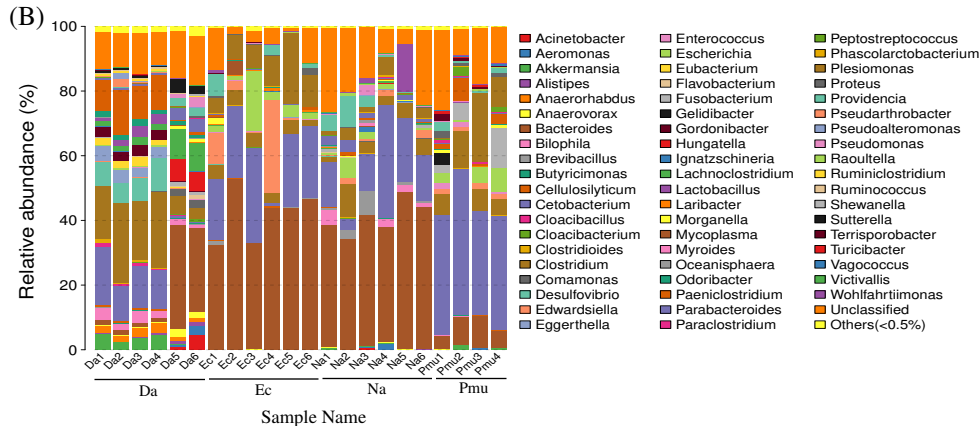 (B)
Relative abundance (%)
100
80
60
40
20
0
Da1 Da2 Da3 Da4 Da5 Da6 Ec1 Ec2 Ec3 Ec4 Ec5 Ec6 Na1 Na2 Na3 Na4 Na5 Na6 Pmu1 Pmu2 Pmu3 Pmu4
Da Ec Na Pmu
Sample Name
Acinetobacter
Aeromonas
Akkermansia
Alistipes
Anaerorhabdus
Anaerovorax
Bacteroides
Bilophila
Brevibacillus
Butyricimonas
Cellulosilyticum
Cetobacterium
Cloacibacillus
Cloacibacterium
Clostridioides
Clostridium
Comamonas
Desulfovibrio
Edwardsiella
Eggerthella
Enterococcus
Escherichia
Eubacterium
Flavobacterium
Fusobacterium
Gelidibacter
Gordonibacter
Hungatella
Ignatzschineria
Lachnoclostridium
Lactobacillus
Laribacter
Morganella
Mycoplasma
Myroides
Oceanisphaera
Odoribacter
Paeniclostridium
Parabacteroides
Paraclostridium
Peptostreptococcus
Phascolarctobacterium
Plesiomonas
Proteus
Providencia
Pseudarthrobacter
Pseudoalteromonas
Pseudomonas
Raoultella
Ruminiclostridium
Ruminococcus
Shewanella
Sutterella
Terrisporobacter
Turicibacter
Vagococcus
Victivallis
Wohlfahrtiimonas
Unclassified
Others(<0.5%)